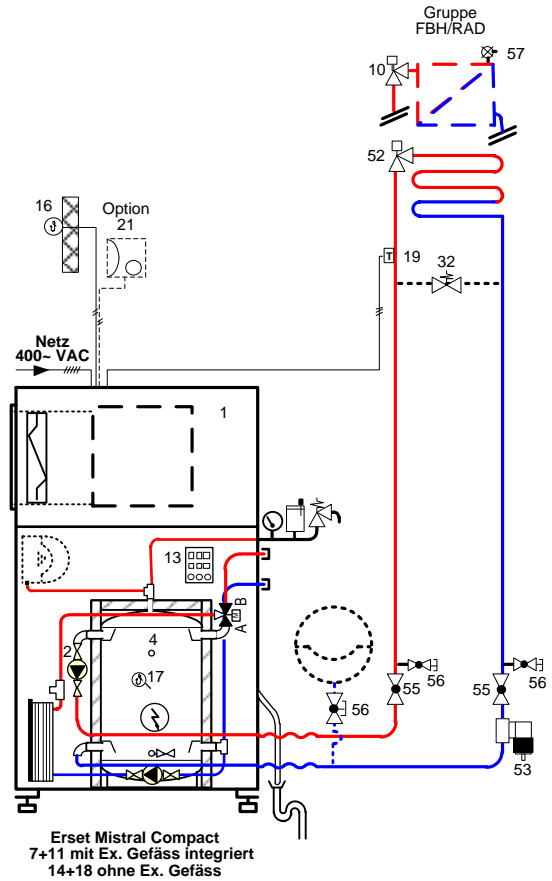 Gruppe
FBH/RAD
57
10
52
16
Option
21
19
T
32
Netz
400~ VAC
1
13
B
A
M
2
4
17
56
56
55
55
56
53
Erset Mistral Compact
7+11 mit Ex. Gefäss integriert
14+18 ohne Ex. Gefäss